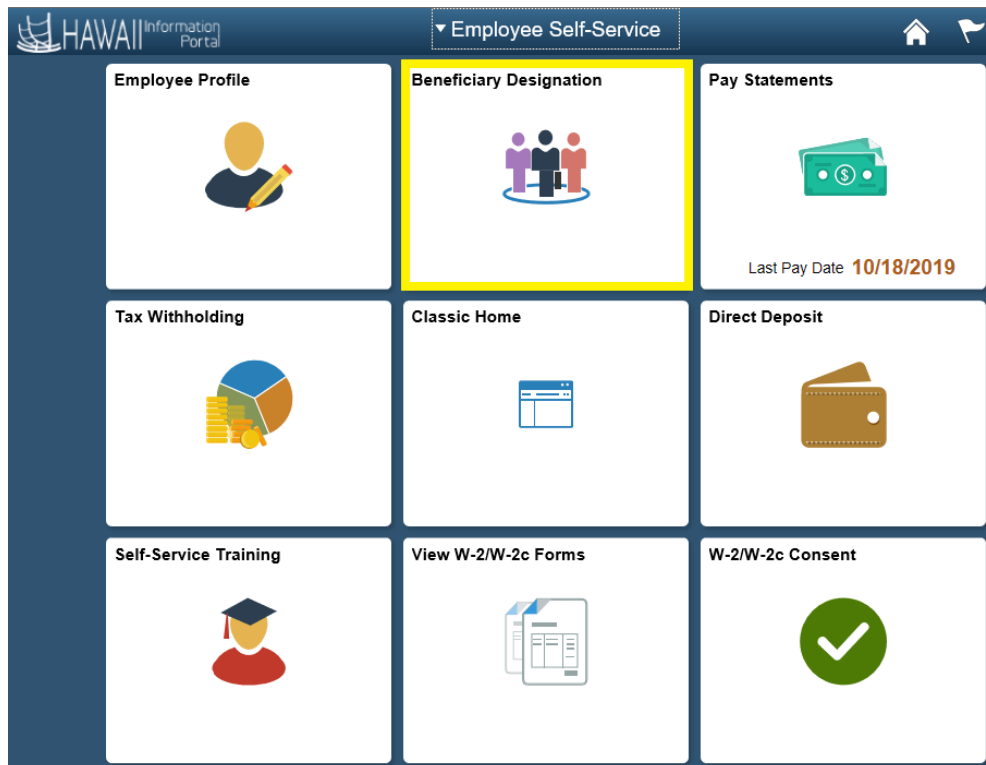 HAWAII Information
Portal
Employee Self-Service
Employee Profile
Beneficiary Designation
Pay Statements
$
Last Pay Date 10/18/2019
Tax Withholding
Classic Home
Direct Deposit
Self-Service Training
View W-2/W-2c Forms
W-2/W-2c Consent